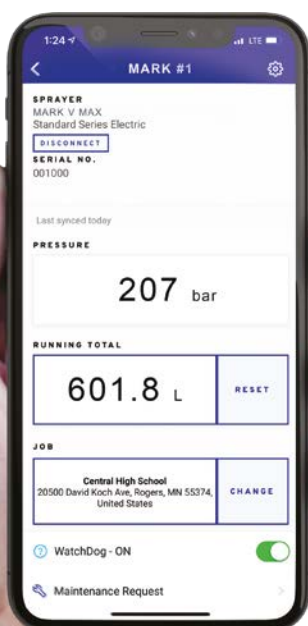 1:24
LTE
MARK #1
SPRAYER
MARK V MAX
Standard Series Electric
DISCONNECT
SERIAL NO.
001000
Last synced today
PRESSURE
207 bar
RUNNING TOTAL
601.8 L
RESET
JOB
Central High School
20500 David Koch Ave, Rogers, MN 55374,
United States
CHANGE
WatchDog - ON
Maintenance Request